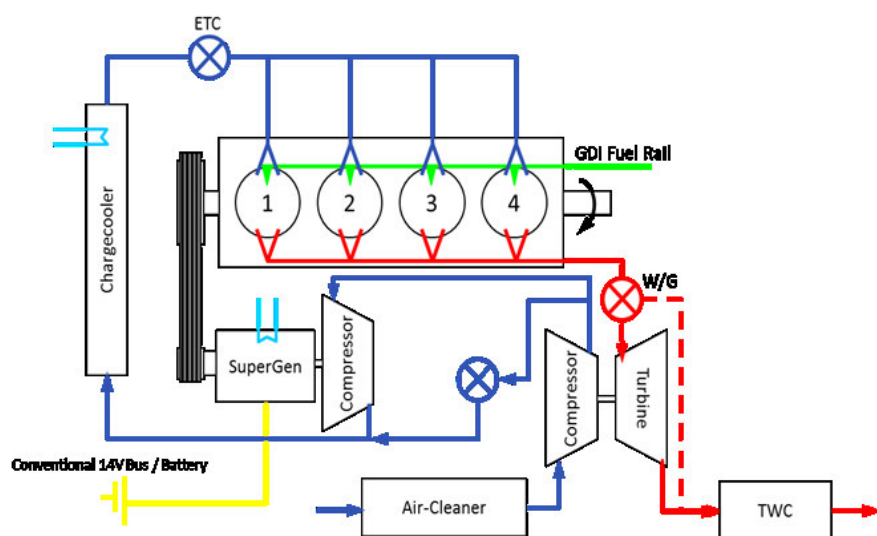 ETC
Chargecooler
GDI Fuel Rail
1
2
3
4
W/G
SuperGen
Compressor
Compressor
Turbine
Conventional 14V Bus / Battery
Air-Cleaner
TWC